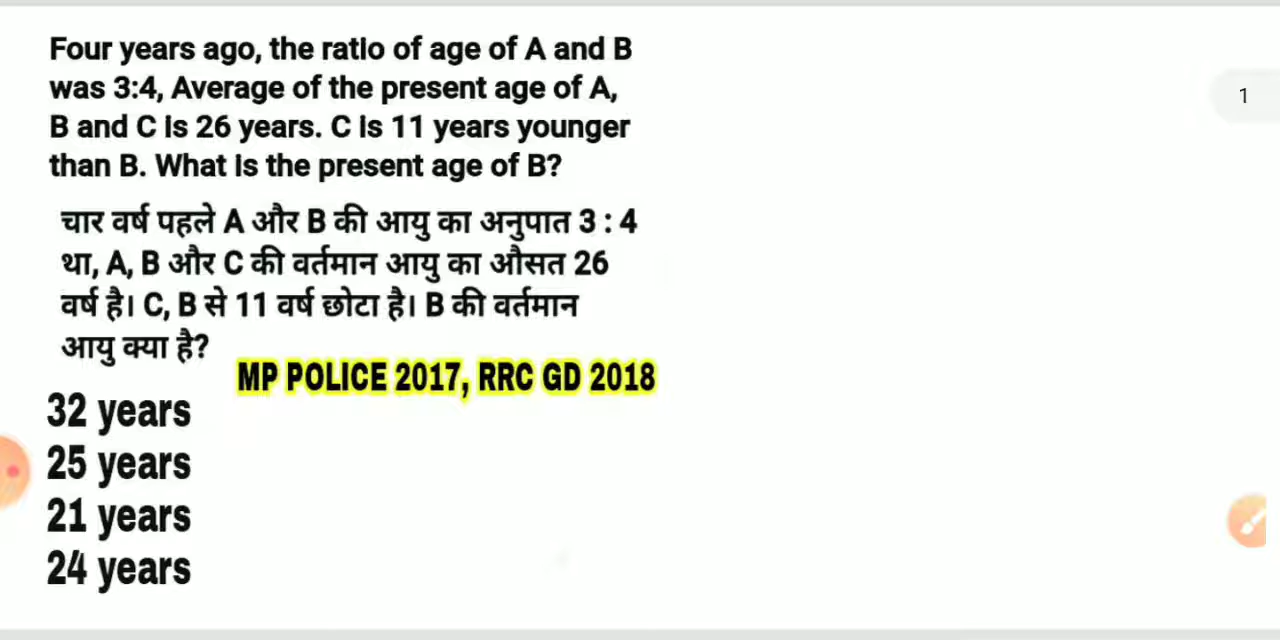 Four years ago, the ratio of age of A and B
was 3:4, Average of the present age of A,
B and C is 26 years. C is 11 years younger
than B. What is the present age of B?
1
चार वर्ष पहले A और B की आयु का अनुपात 3 : 4
था, A, B और C की वर्तमान आयु का औसत 26
वर्ष है। C, B से 11 वर्ष छोटा है। B की वर्तमान
आयु क्या है?
MP POLICE 2017, RRC GD 2018
32 years
25 years
21 years
24 years